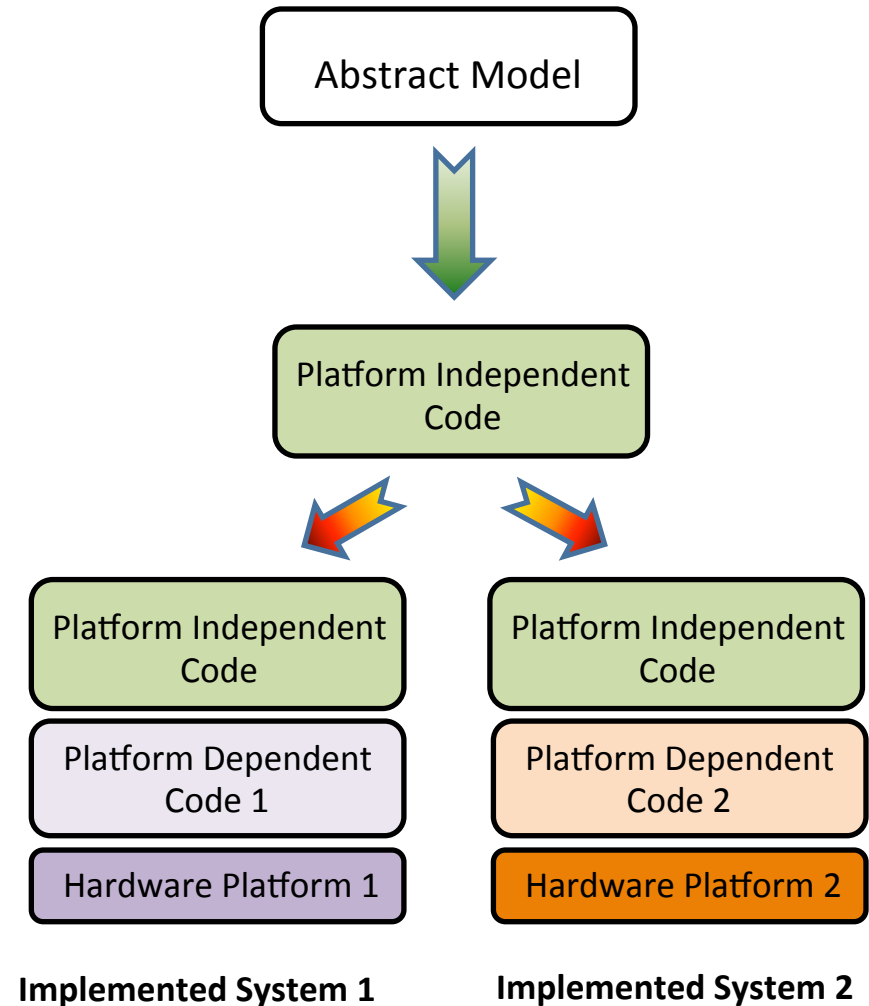 Abstract Model
Platform Independent
Code
Platform Independent
Code
Platform Dependent
Code 1
Hardware Platform 1
Implemented System 1
Platform Independent
Code
Platform Dependent
Code 2
Hardware Platform 2
Implemented System 2